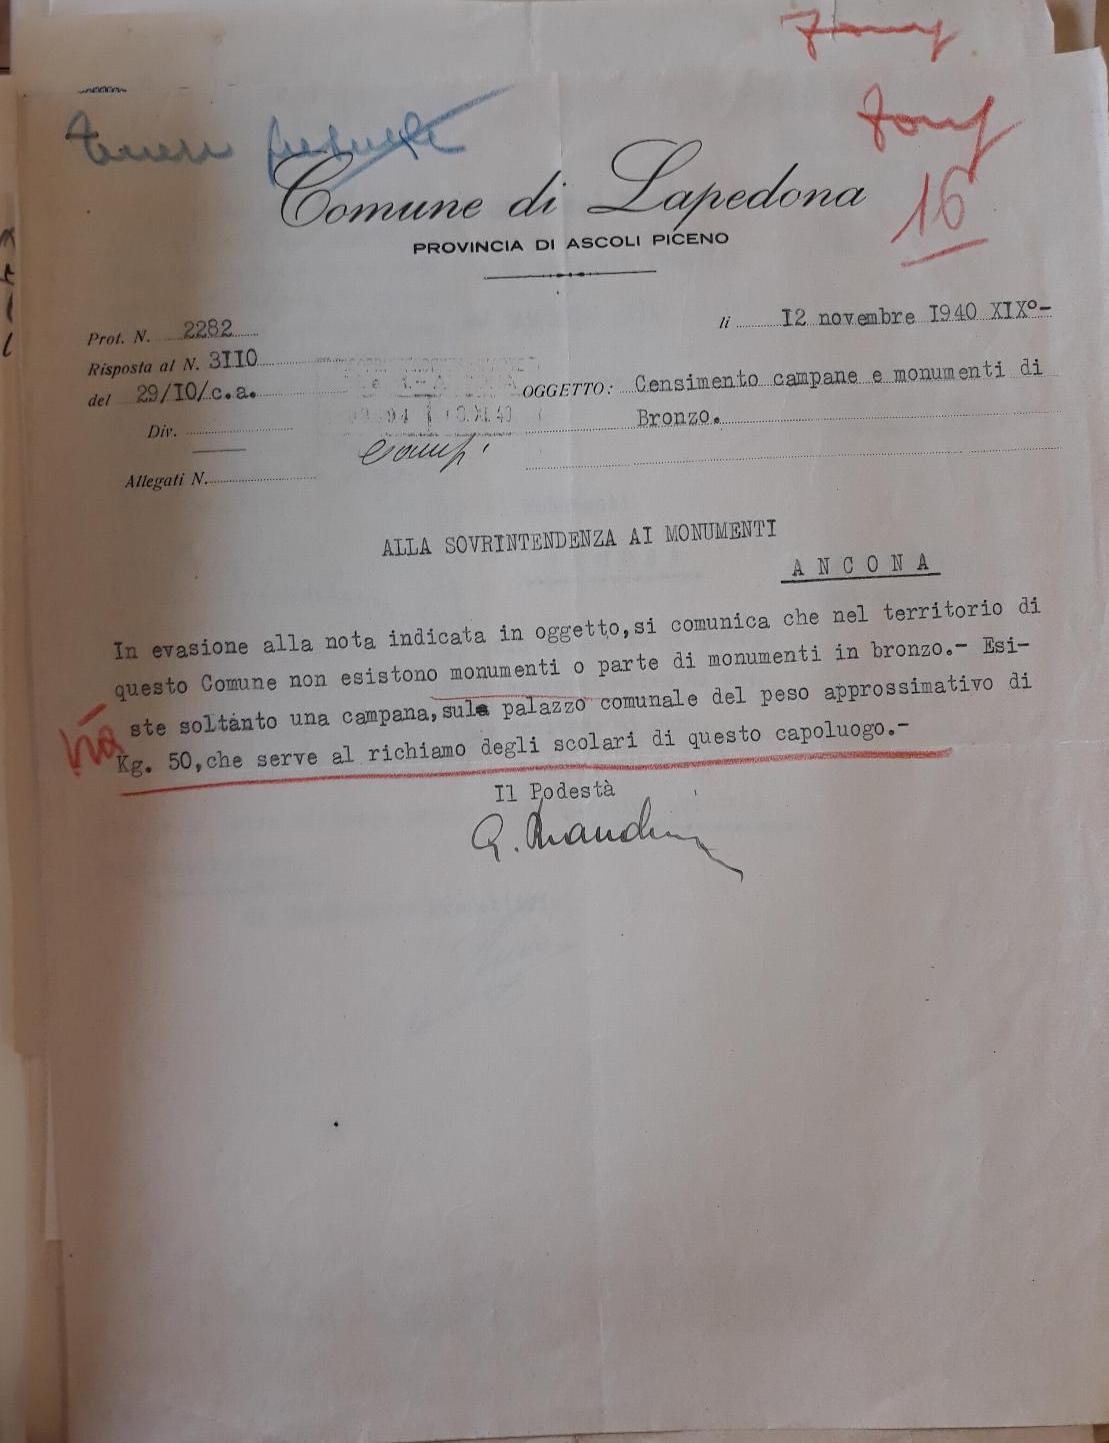 16
Comune di Lapedona
PROVINCIA DI ASCOLI PICENO
Prot. N. 2282
li 12 novembre 1940 XIXº-
Risposta al N. 3110
del 29/10/c.a.
OGGETTO: Censimento campane e monumenti di
Bronzo.
Div.
Allegati N.
ALLA SOVRINTENDENZA AI MONUMENTI
ANCONA
In evasione alla nota indicata in oggetto,si comunica che nel territorio di
questo Comune non esistono monumenti o parte di monumenti in bronzo.- Esi-
ste soltanto una campana,sul palazzo comunale del peso approssimativo di
Kg. 50,che serve al richiamo degli scolari di questo capoluogo.-
Il Podestà